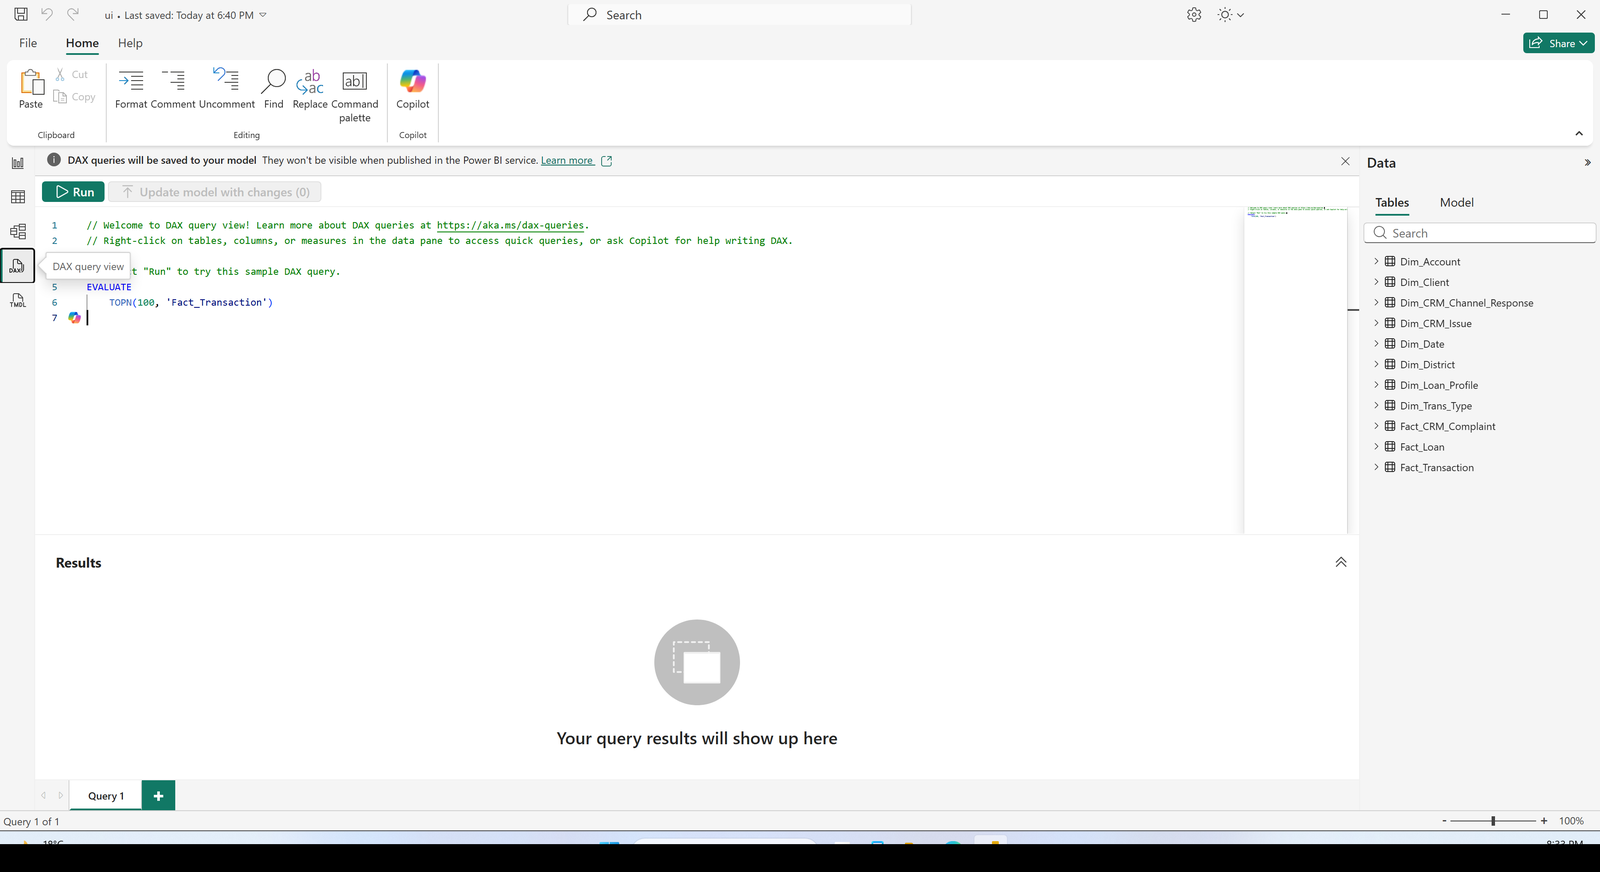 ui • Last saved: Today at 6:40 PM
Search
File Home Help
Share
Paste
Cut
Copy
Clipboard
Format Comment Uncomment Find Replace Command palette
Editing
Copilot
Copilot
DAX queries will be saved to your model They won't be visible when published in the Power BI service. Learn more
Run
Update model with changes (0)
1 // Welcome to DAX query view! Learn more about DAX queries at https://aka.ms/dax-queries.
2 // Right-click on tables, columns, or measures in the data pane to access quick queries, or ask Copilot for help writing DAX.
DAX
DAX query view
t "Run" to try this sample DAX query.
5 EVALUATE
6 TOPN(100, 'Fact_Transaction')
7
TMDL
Results
Your query results will show up here
Query 1
Query 1 of 1
Data
Tables Model
Search
Dim_Account
Dim_Client
Dim_CRM_Channel_Response
Dim_CRM_Issue
Dim_Date
Dim_District
Dim_Loan_Profile
Dim_Trans_Type
Fact_CRM_Complaint
Fact_Loan
Fact_Transaction
- + 100%